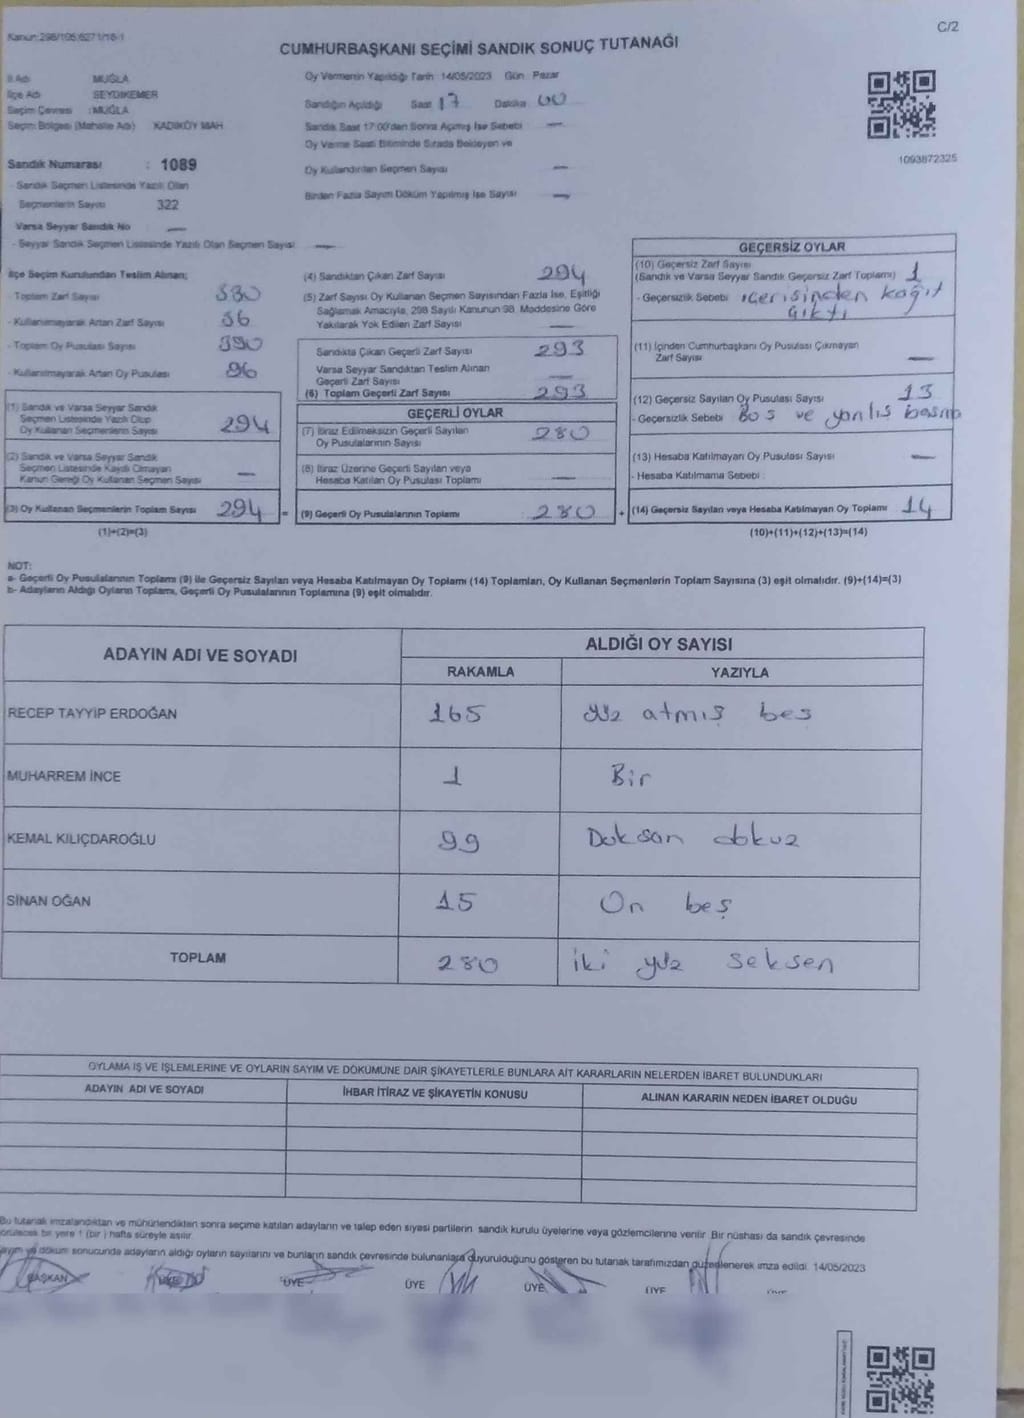 Kanun:298/195;6271/16-1
C/2
CUMHURBAŞKANI SEÇİMİ SANDIK SONUÇ TUTANAĞI
İl Adı MUĞLA
İlçe Adı SEYDİKEMER
Seçim Çevresi : MUĞLA
Seçim Bölgesi (Mahalle Adı) KADIKÖY MAH.
Sandık Numarası : 1089
- Sandık Seçmen Listesinde Yazılı Olan
Seçmenlerin Sayısı 322
Varsa Seyyar Sandık No —
- Seyyar Sandık Seçmen Listesinde Yazılı Olan Seçmen Sayısı —
Oy Vermenin Yapıldığı Tarih : 14/05/2023 Gün : Pazar
Sandığın Açıldığı Saat 17 Dakika 00
Sandık Saat 17:00'dan Sonra Açılmış İse Sebebi —
Oy Verme Saati Bitiminde Sırada Bekleyen ve
Oy Kullandırılan Seçmen Sayısı —
Birden Fazla Sayım Döküm Yapılmış İse Sayısı —
1093872325
İlçe Seçim Kurulundan Teslim Alınan;
- Toplam Zarf Sayısı
- Kullanılmayarak Artan Zarf Sayısı
- Toplam Oy Pusulası Sayısı
- Kullanılmayarak Artan Oy Pusulası 96
(1) Sandık ve Varsa Seyyar Sandık
Seçmen Listesinde Yazılı Olup
Oy Kullanan Seçmenlerin Sayısı 294
(2) Sandık ve Varsa Seyyar Sandık
Seçmen Listesinde Kayıtlı Olmayan
Kanun Gereği Oy Kullanan Seçmen Sayısı —
(3) Oy Kullanan Seçmenlerin Toplam Sayısı 294 =
(1)+(2)=(3)
(4) Sandıktan Çıkan Zarf Sayısı 294
(5) Zarf Sayısı Oy Kullanan Seçmen Sayısından Fazla İse, Eşitliği
Sağlamak Amacıyla, 298 Sayılı Kanunun 98. Maddesine Göre
Yakılarak Yok Edilen Zarf Sayısı —
Sandıkta Çıkan Geçerli Zarf Sayısı 293
Varsa Seyyar Sandıktan Teslim Alınan
Geçerli Zarf Sayısı —
(6) Toplam Geçerli Zarf Sayısı 293
GEÇERLİ OYLAR
(7) İtiraz Edilmeksizin Geçerli Sayılan
Oy Pusulalarının Sayısı 280
(8) İtiraz Üzerine Geçerli Sayılan veya
Hesaba Katılan Oy Pusulası Toplamı —
(9) Geçerli Oy Pusulalarının Toplamı : 280 +
GEÇERSİZ OYLAR
(10) Geçersiz Zarf Sayısı
(Sandık ve Varsa Seyyar Sandık Geçersiz Zarf Toplamı) 1
- Geçersizlik Sebebi içerisinden kağıt
çıktı
(11) İçinden Cumhurbaşkanı Oy Pusulası Çıkmayan
Zarf Sayısı —
(12) Geçersiz Sayılan Oy Pusulası Sayısı 13
- Geçersizlik Sebebi Boş ve yanlış basma
(13) Hesaba Katılmayan Oy Pusulası Sayısı —
- Hesaba Katılmama Sebebi :
(14) Geçersiz Sayılan veya Hesaba Katılmayan Oy Toplamı 14
(10)+(11)+(12)+(13)=(14)
NOT:
a- Geçerli Oy Pusulalarının Toplamı (9) ile Geçersiz Sayılan veya Hesaba Katılmayan Oy Toplamı (14) Toplamları, Oy Kullanan Seçmenlerin Toplam Sayısına (3) eşit olmalıdır. (9)+(14)=(3)
b- Adayların Aldığı Oyların Toplamı, Geçerli Oy Pusulalarının Toplamına (9) eşit olmalıdır.
ADAYIN ADI VE SOYADI
ALDIĞI OY SAYISI
RAKAMLA YAZIYLA
RECEP TAYYİP ERDOĞAN 165 yüz atmış beş
MUHARREM İNCE 1 Bir
KEMAL KILIÇDAROĞLU 99 Doksan dokuz
SİNAN OĞAN 15 On beş
TOPLAM 280 iki yüz seksen
OYLAMA İŞ VE İŞLEMLERİNE VE OYLARIN SAYIM VE DÖKÜMÜNE DAİR ŞİKAYETLERLE BUNLARA AİT KARARLARIN NELERDEN İBARET BULUNDUKLARI
ADAYIN ADI VE SOYADI İHBAR İTİRAZ VE ŞİKAYETİN KONUSU ALINAN KARARIN NEDEN İBARET OLDUĞU
Bu tutanak imzalandıktan ve mühürlendikten sonra seçime katılan adayların ve talep eden siyasi partilerin, sandık kurulu üyelerine veya gözlemcilerine verilir. Bir nüshası da sandık çevresinde
görülecek bir yere 1 (bir) hafta süreyle asılır.
Sayım ve döküm sonucunda adayların aldığı oyların sayılarını ve bunların sandık çevresinde bulunanlara duyurulduğunu gösteren bu tutanak tarafımızdan düzenlenerek imza edildi. 14/05/2023
BAŞKAN ÜYE ÜYE ÜYE ÜYE ÜYE